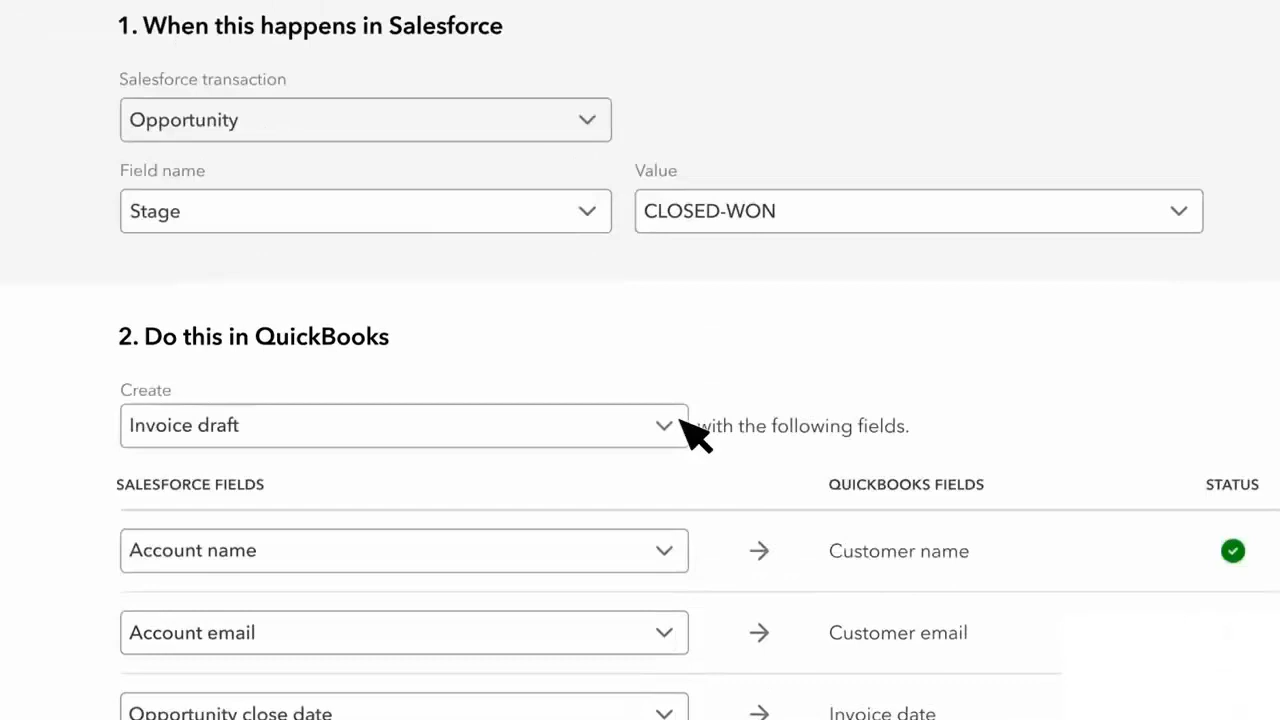 1. When this happens in Salesforce
Salesforce transaction
Opportunity
Field name
Value
Stage
CLOSED-WON
2. Do this in QuickBooks
Create
Invoice draft
with the following fields.
SALESFORCE FIELDS
QUICKBOOKS FIELDS
STATUS
Account name
Customer name
Account email
Customer email
Opportunity close date
Invoice date